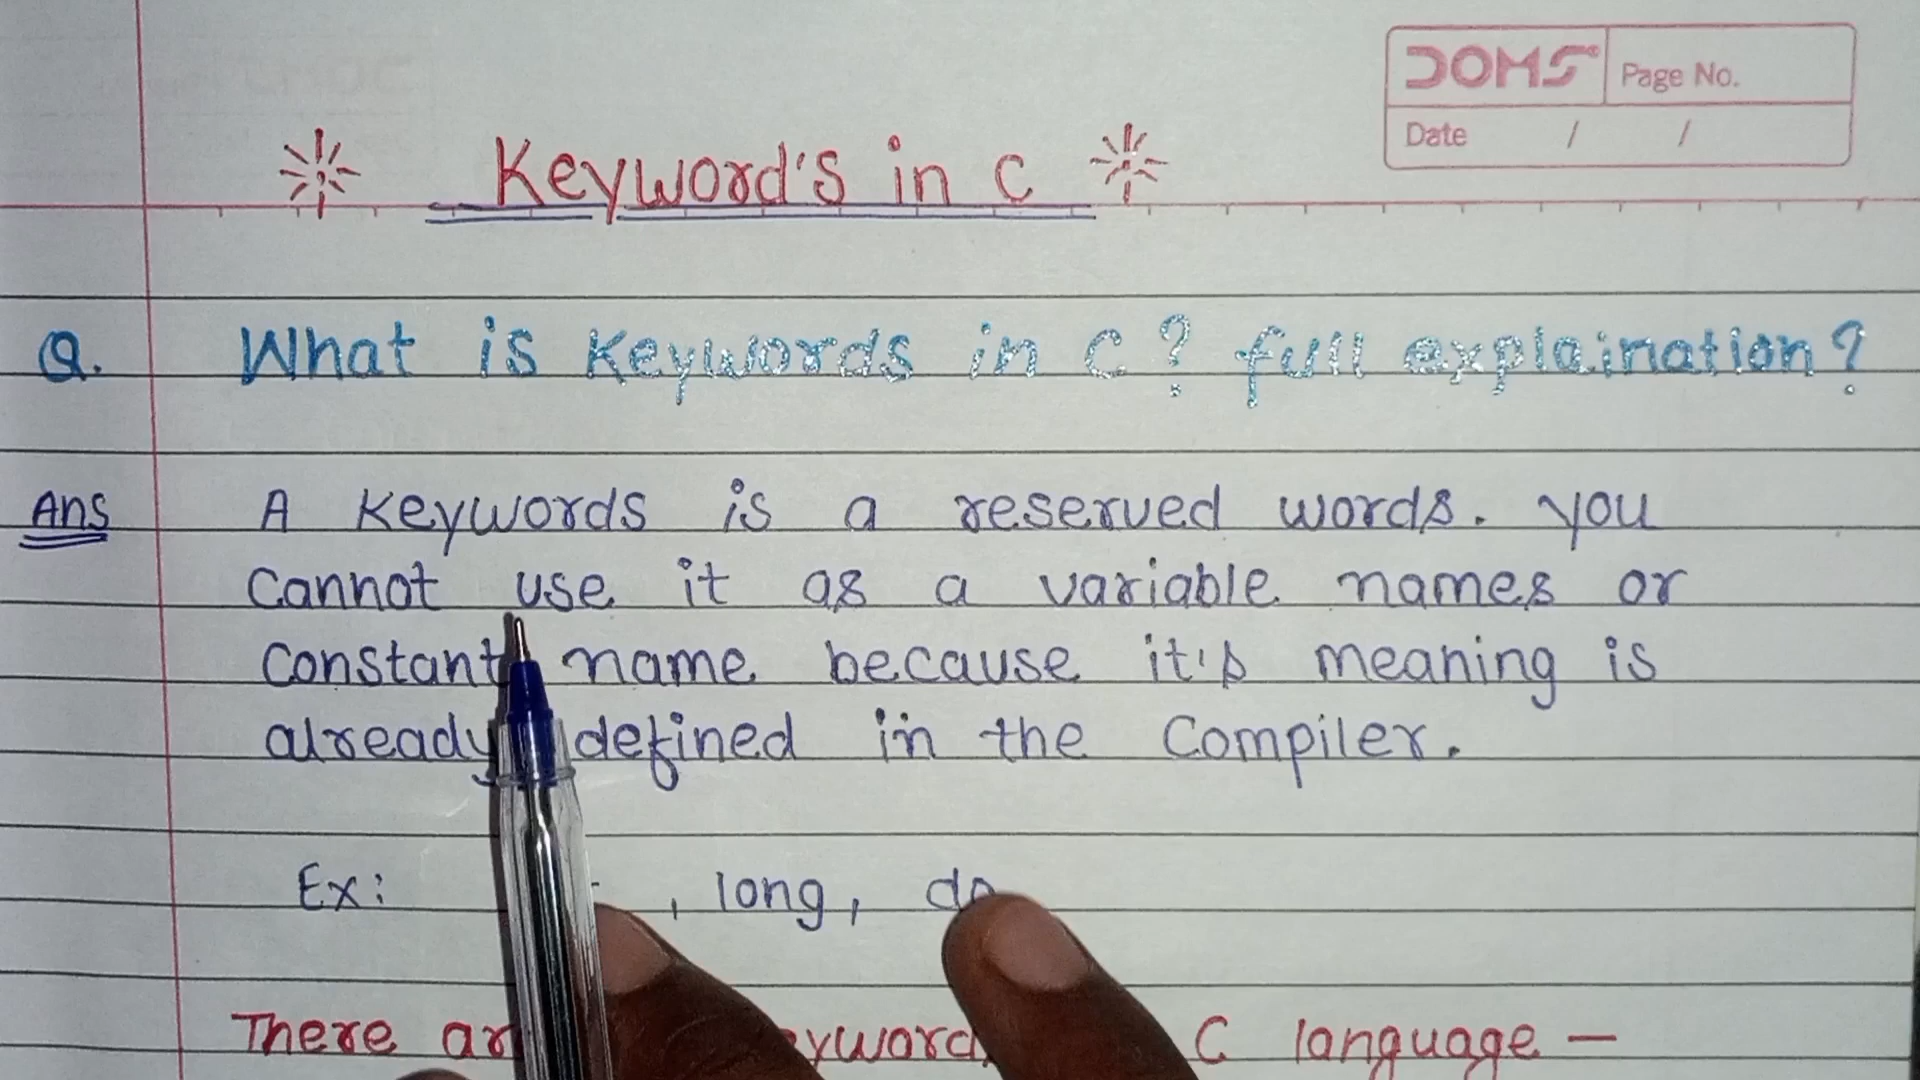 DOMS Page No.
Date / /
Keyword's in C
Q. What is Keywords in C ? full explaination ?
Ans A Keywords is a reserved words. You
Cannot use it as a variable names or
Constant name because it's meaning is
already defined in the Compiler.
Ex: , long,
There C language –